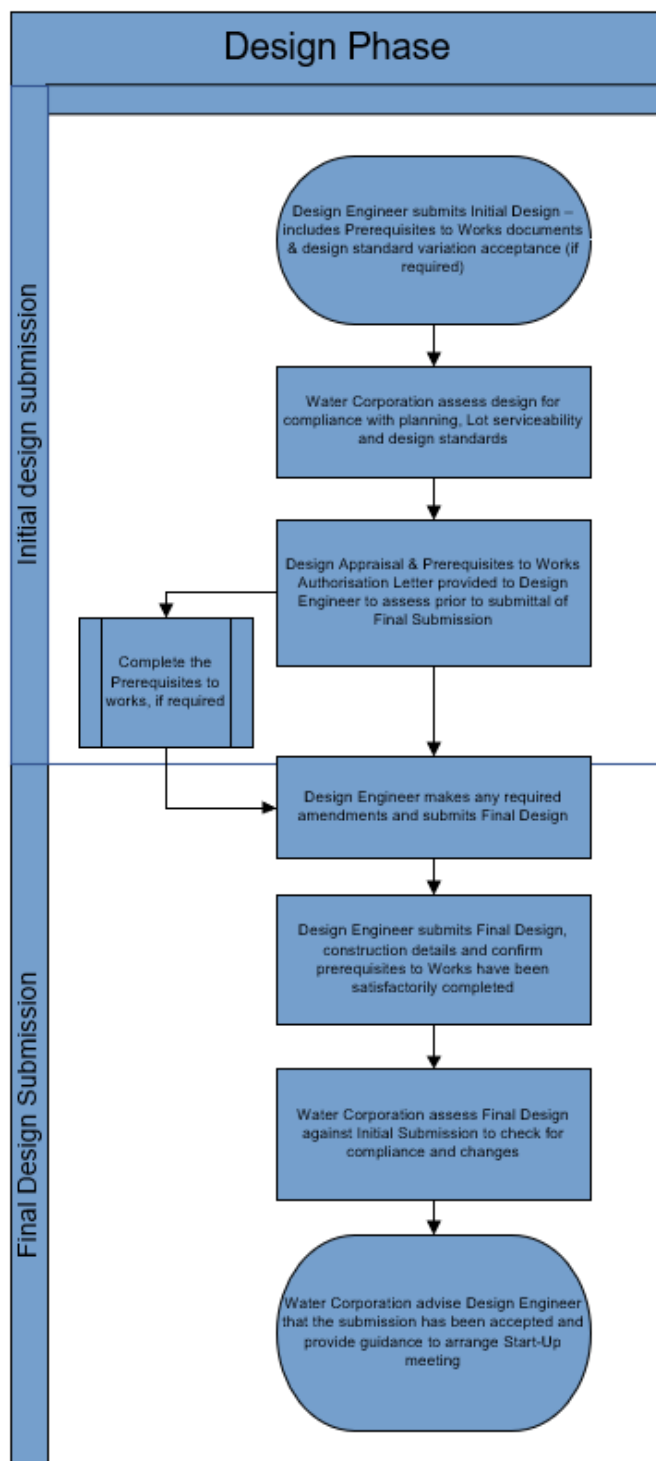 Design Phase
Initial design submission
Design Engineer submits Initial Design –
includes Prerequisites to Works documents
& design standard variation acceptance (if
required)
Water Corporation assess design for
compliance with planning, Lot serviceability
and design standards
Design Appraisal & Prerequisites to Works
Authorisation Letter provided to Design
Engineer to assess prior to submittal of
Final Submission
Complete the
Prerequisites to
works, if required
Final Design Submission
Design Engineer makes any required
amendments and submits Final Design
Design Engineer submits Final Design,
construction details and confirm
prerequisites to Works have been
satisfactorily completed
Water Corporation assess Final Design
against Initial Submission to check for
compliance and changes
Water Corporation advise Design Engineer
that the submission has been accepted and
provide guidance to arrange Start-Up
meeting